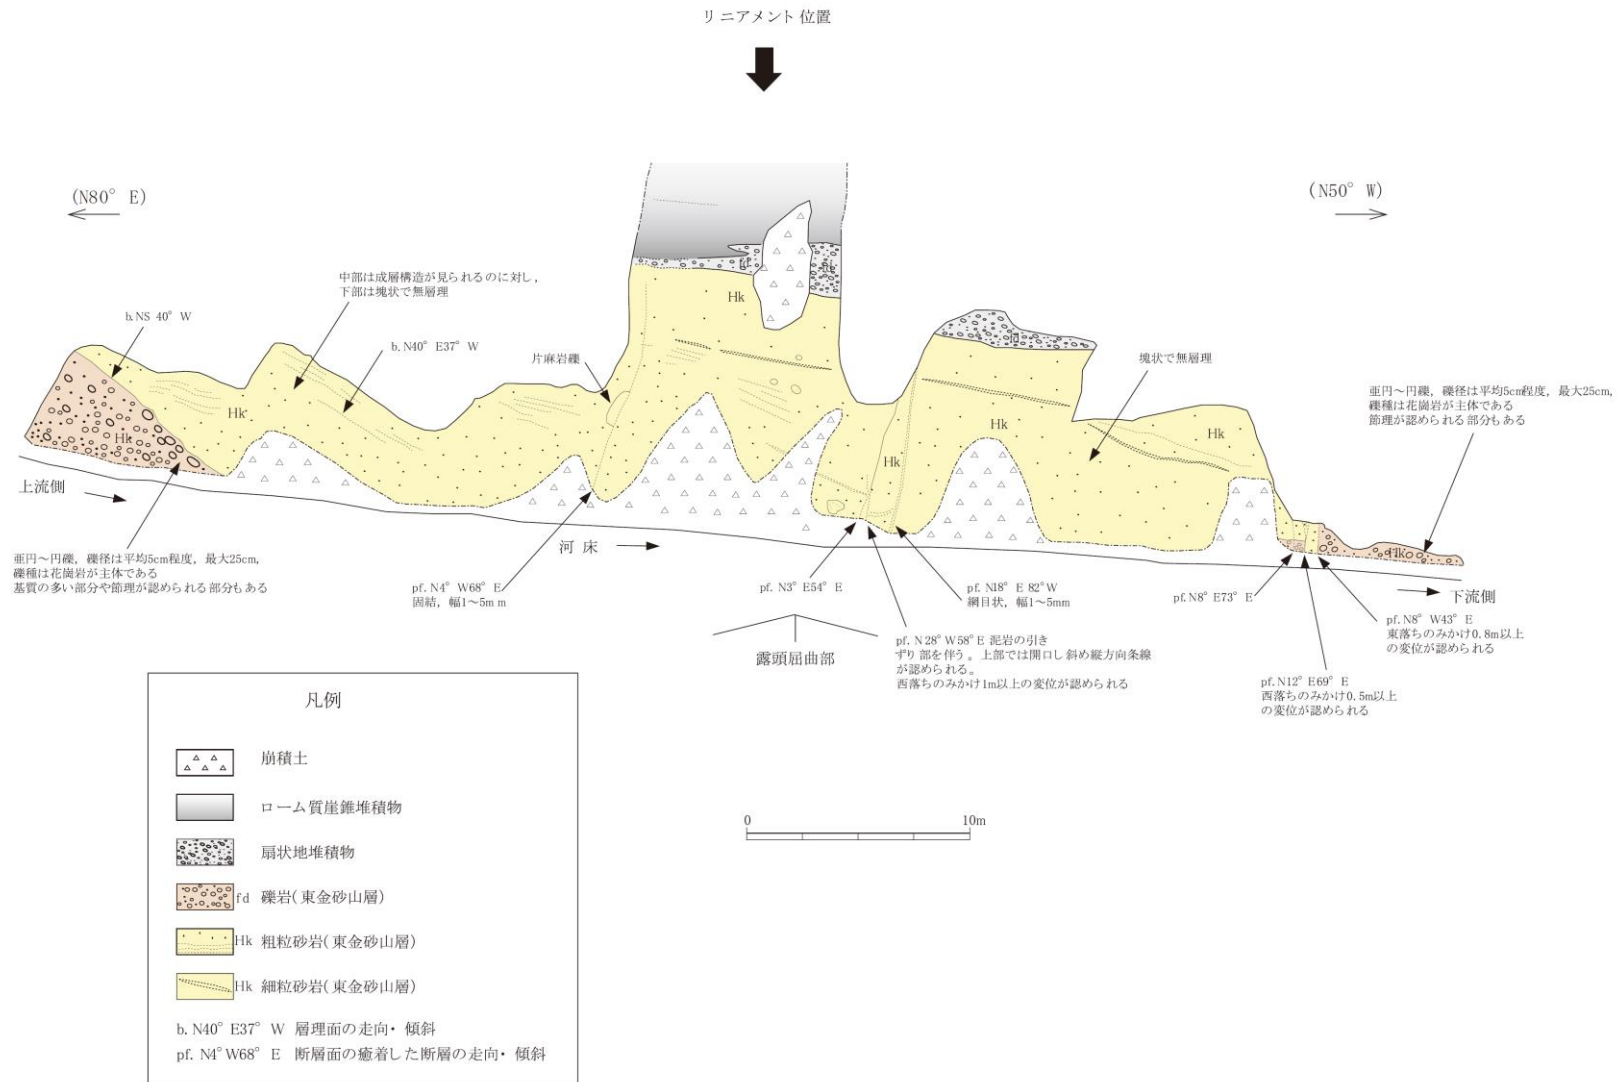 リニアメント位置
(N80° E)
(N50° W)
中部は成層構造が見られるのに対し,
下部は塊状で無層理
b.NS 40° W
b.N40° E37° W
片麻岩礫
Hk
fd
fd
fd
塊状で無層理
亜円～円礫, 礫径は平均5cm程度, 最大25cm,
礫種は花崗岩が主体である
節理が認められる部分もある
Hk
Hk
Hk
Hk
Hk
Hk
Hk
上流側
河床
下流側
亜円～円礫, 礫径は平均5cm程度, 最大25cm,
礫種は花崗岩が主体である
基質の多い部分や節理が認められる部分もある
pf. N4° W68° E
固結, 幅1～5mm
pf. N3° E54° E
pf. N18° E 82°W
網目状, 幅1～5mm
pf. N8° E73° E
pf. N8° W43° E
東落ちのみかけ0.8m以上
の変位が認められる
pf. N28° W58°E 泥岩の引き
ずり部を伴う。上部では開口し斜め縦方向条線
が認められる。
西落ちのみかけ1m以上の変位が認められる
露頭屈曲部
pf. N12° E69° E
西落ちのみかけ0.5m以上
の変位が認められる
凡例
崩積土
ローム質崖錐堆積物
扇状地堆積物
fd 礫岩(東金砂山層)
Hk 粗粒砂岩(東金砂山層)
Hk 細粒砂岩(東金砂山層)
b. N40° E37° W 層理面の走向・傾斜
pf. N4°W68° E 断層面の癒着した断層の走向・傾斜
0 10m